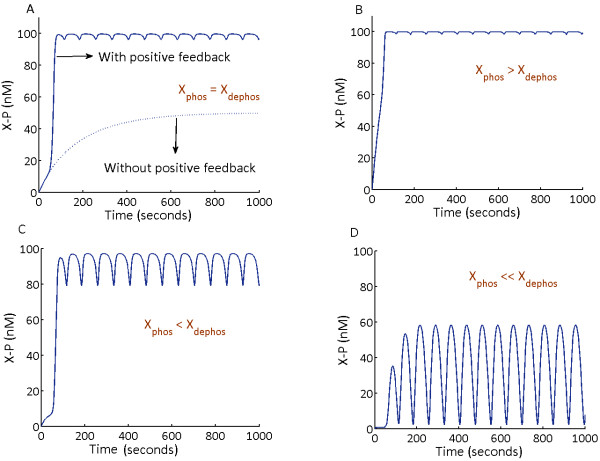 A
100
80
60
40
20
0
X-P (nM)
With positive feedback
Xphos = Xdephos
Without positive feedback
0 200 400 600 800 1000
Time (seconds)
B
100
80
60
40
20
0
X-P (nM)
Xphos > Xdephos
0 200 400 600 800 1000
Time (seconds)
C
100
80
60
40
20
0
X-P (nM)
Xphos < Xdephos
0 200 400 600 800 1000
Time (seconds)
D
100
80
60
40
20
0
X-P (nM)
Xphos << Xdephos
0 200 400 600 800 1000
Time (seconds)